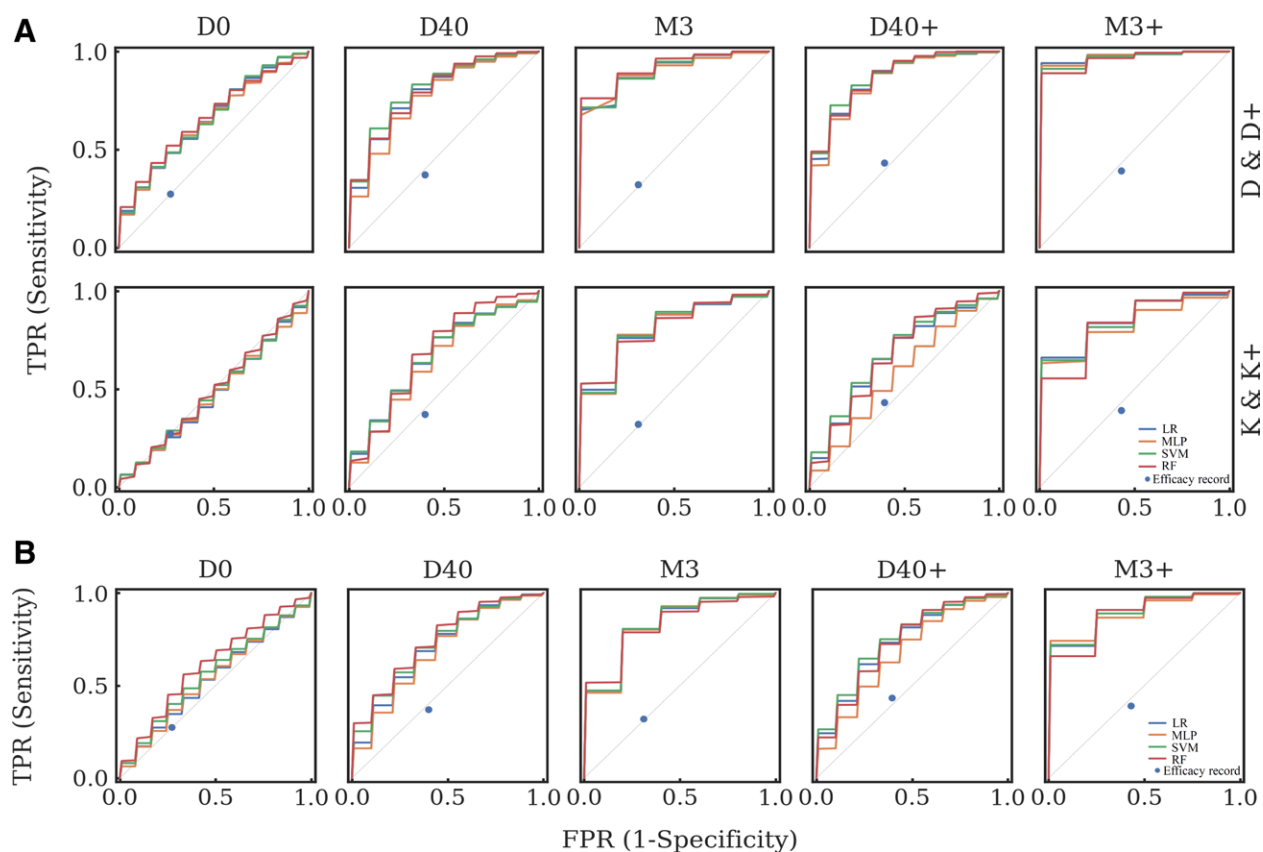 A
D0 D40 M3 D40+ M3+
TPR (Sensitivity)
1.0
0.5
0.0
D & D+
1.0
0.5
0.0
K & K+
LR
MLP
SVM
RF
Efficacy record
0.0 0.5 1.0 0.0 0.5 1.0 0.0 0.5 1.0 0.0 0.5 1.0 0.0 0.5 1.0
B
D0 D40 M3 D40+ M3+
TPR (Sensitivity)
1.0
0.5
0.0
LR
MLP
SVM
RF
Efficacy record
0.0 0.5 1.0 0.0 0.5 1.0 0.0 0.5 1.0 0.0 0.5 1.0 0.0 0.5 1.0
FPR (1-Specificity)